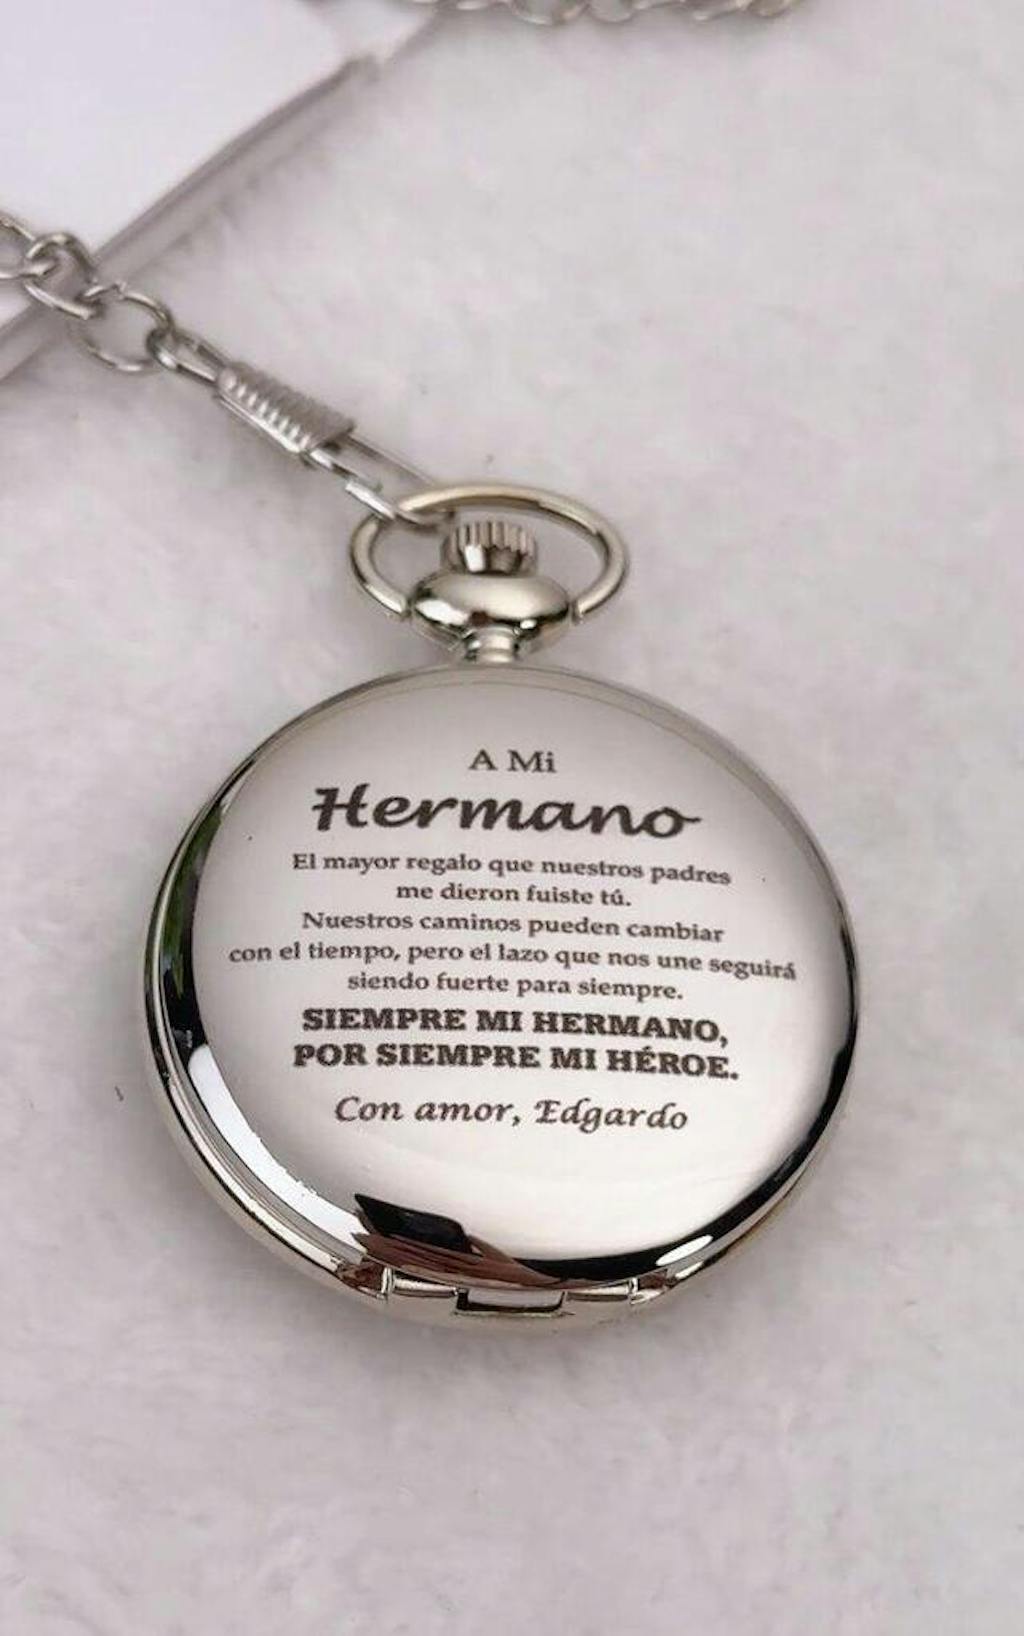 A Mi
Hermano
El mayor regalo que nuestros padres
me dieron fuiste tú.
Nuestros caminos pueden cambiar
con el tiempo, pero el lazo que nos une seguirá
siendo fuerte para siempre.
SIEMPRE MI HERMANO,
POR SIEMPRE MI HÉROE.
Con amor, Edgardo